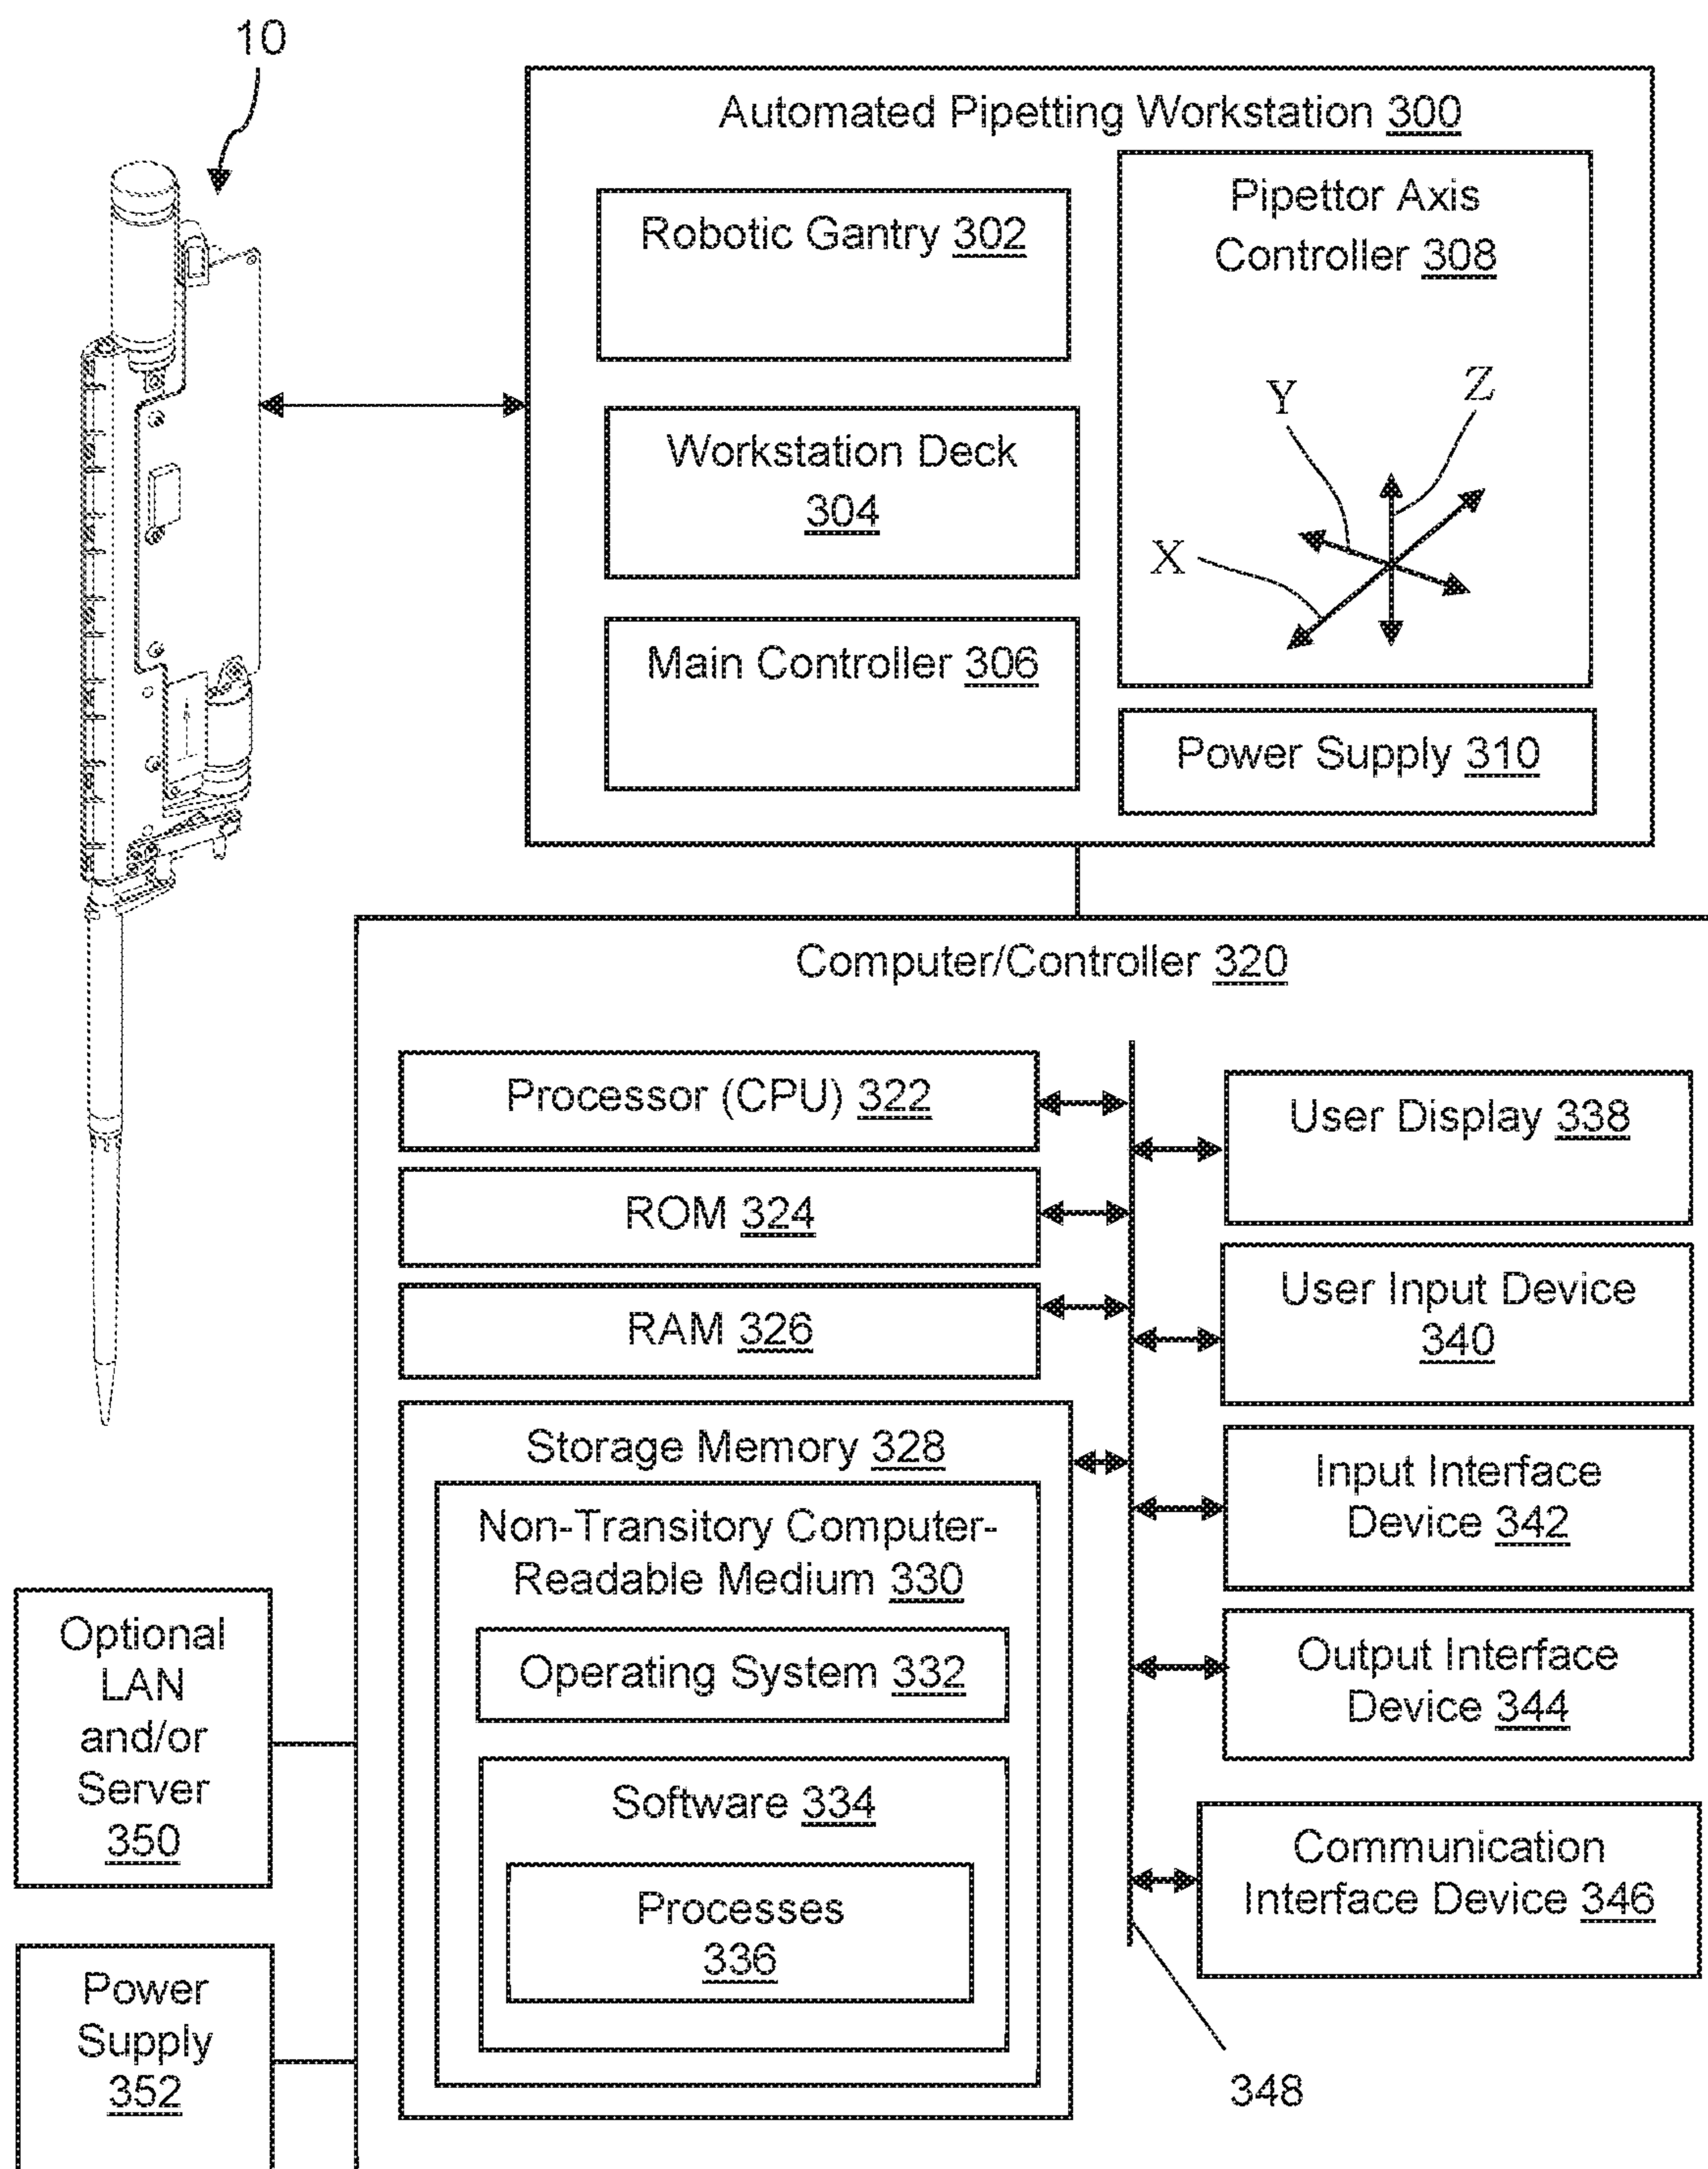 10
Automated Pipetting Workstation 300
Robotic Gantry 302
Pipettor Axis
Controller 308
Y
Z
X
Workstation Deck
304
Main Controller 306
Power Supply 310
Computer/Controller 320
Processor (CPU) 322
ROM 324
RAM 326
Storage Memory 328
Non-Transitory Computer-
Readable Medium 330
Operating System 332
Software 334
Processes
336
User Display 338
User Input Device
340
Input Interface
Device 342
Output Interface
Device 344
Communication
Interface Device 346
348
Optional
LAN
and/or
Server
350
Power
Supply
352